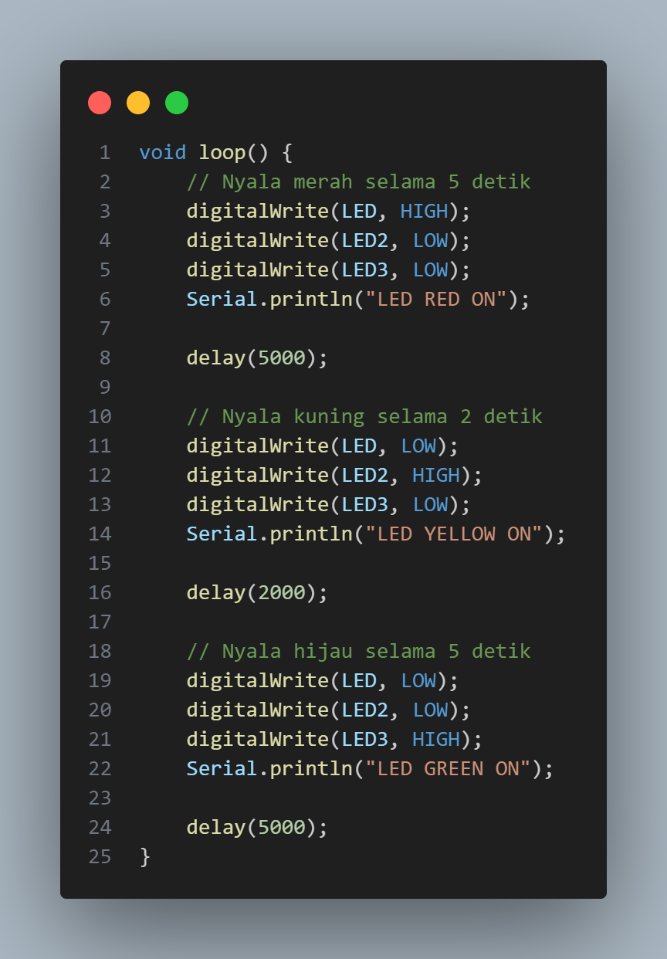 1 void loop() {
2 // Nyala merah selama 5 detik
3 digitalWrite(LED, HIGH);
4 digitalWrite(LED2, LOW);
5 digitalWrite(LED3, LOW);
6 Serial.println("LED RED ON");
7
8 delay(5000);
9
10 // Nyala kuning selama 2 detik
11 digitalWrite(LED, LOW);
12 digitalWrite(LED2, HIGH);
13 digitalWrite(LED3, LOW);
14 Serial.println("LED YELLOW ON");
15
16 delay(2000);
17
18 // Nyala hijau selama 5 detik
19 digitalWrite(LED, LOW);
20 digitalWrite(LED2, LOW);
21 digitalWrite(LED3, HIGH);
22 Serial.println("LED GREEN ON");
23
24 delay(5000);
25 }